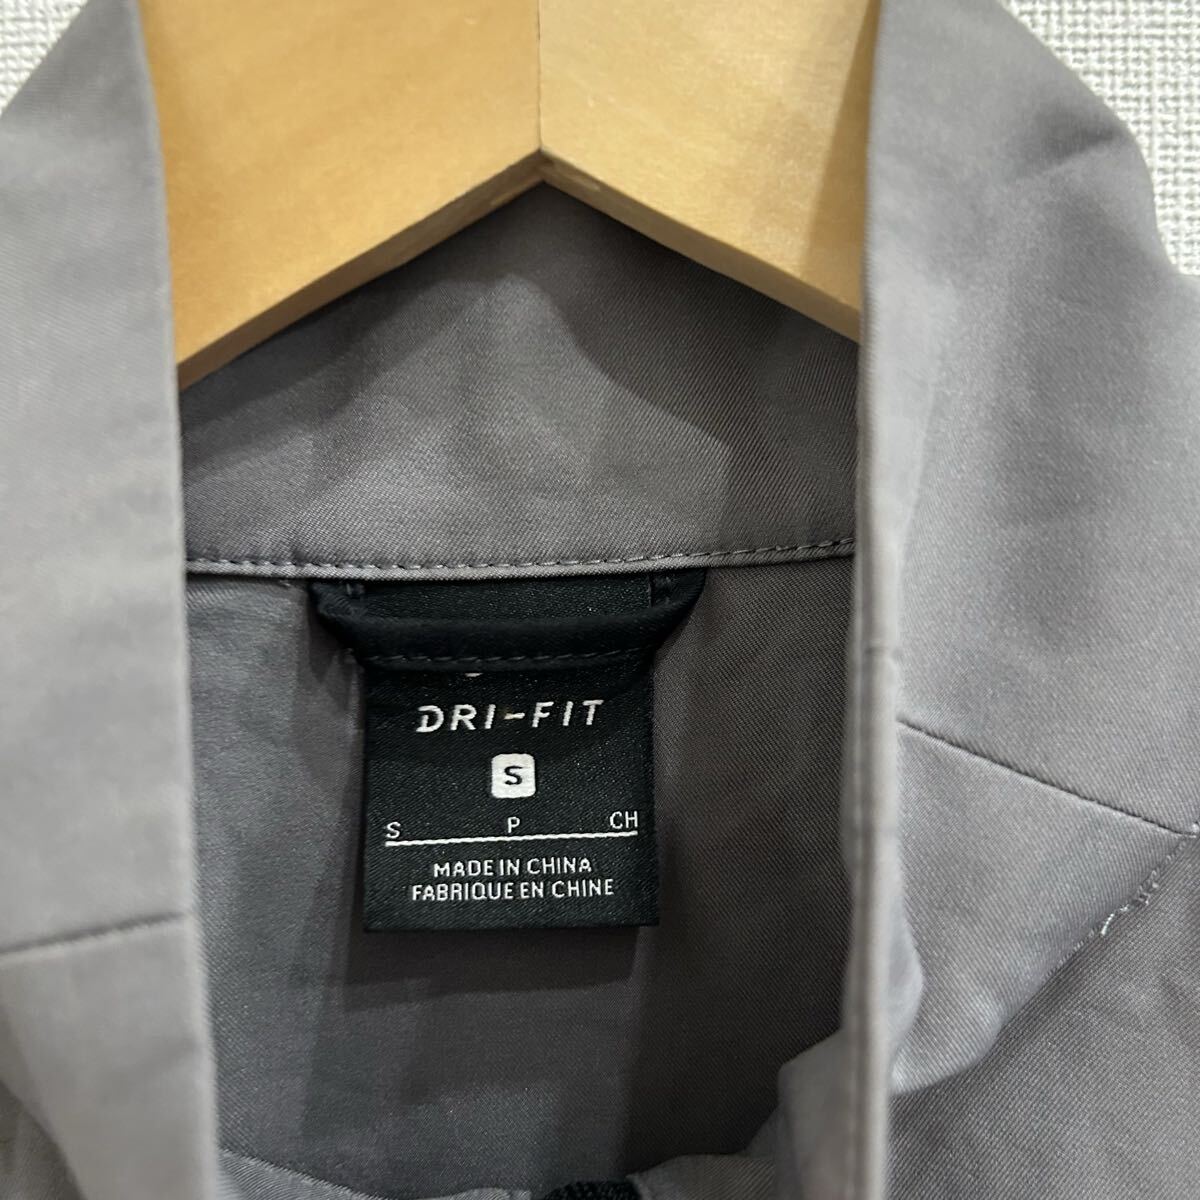 DRI-FIT
S
S P CH
MADE IN CHINA
FABRIQUE EN CHINE